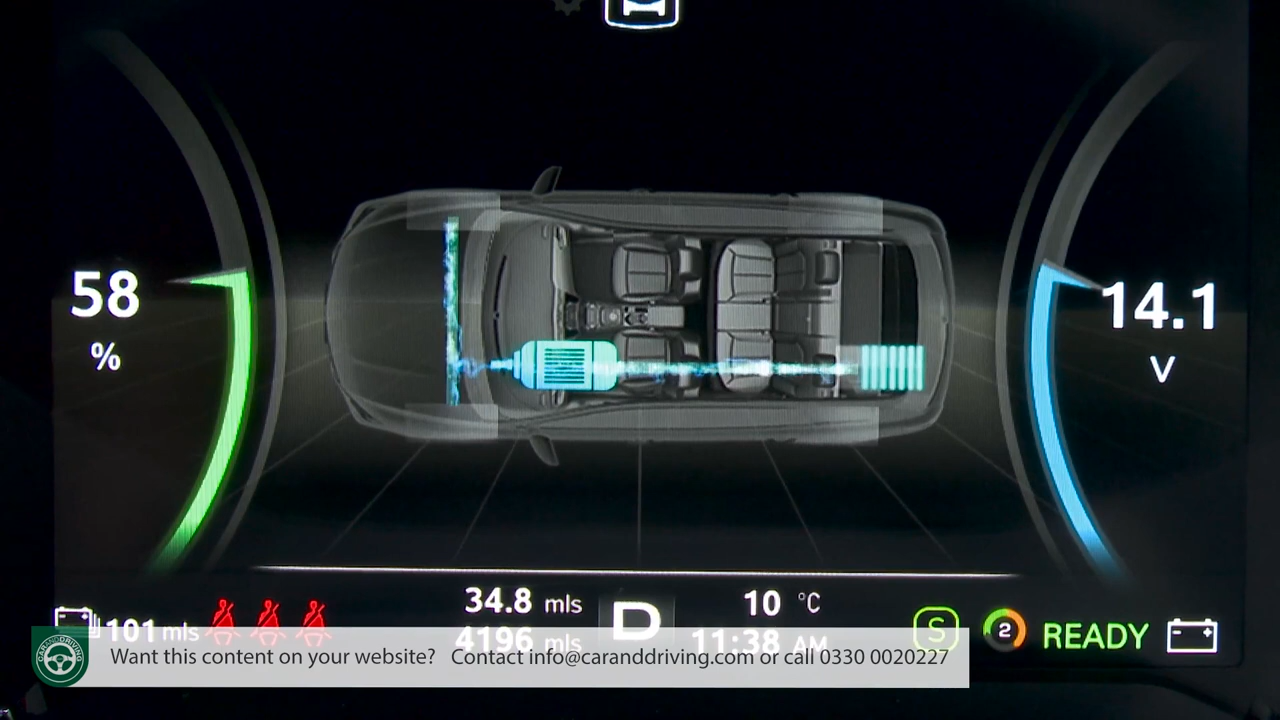 58
%
14.1
V
34.8 mls
10 °C
101 mls
4196 mls
D
11:38 AM
S
2
READY
CARANDDRIVING
Want this content on your website? Contact info@caranddriving.com or call 0330 0020227